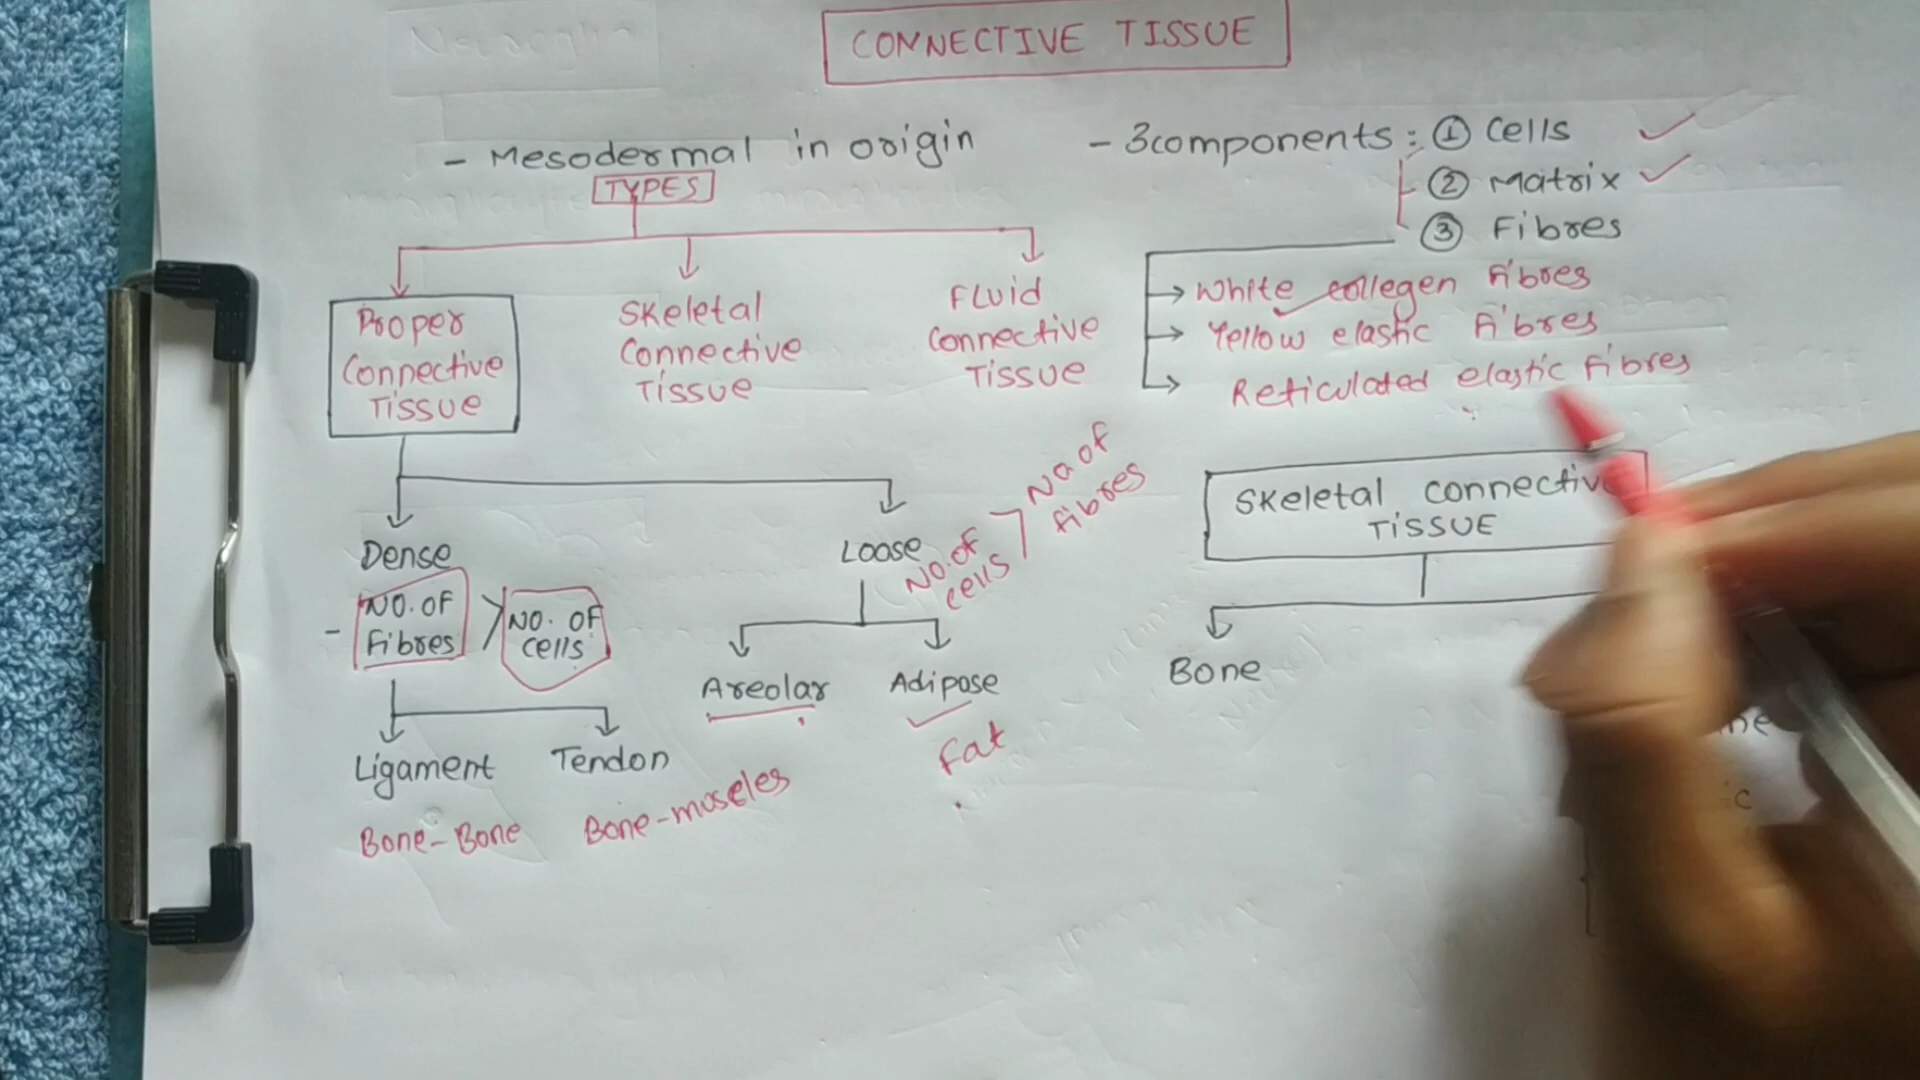 CONNECTIVE TISSUE
- Mesodermal in origin
- 3components : ① Cells
② Matrix
③ Fibres
TYPES
Proper
Connective
Tissue
Skeletal
Connective
Tissue
Fluid
Connective
Tissue
White collegen fibres
Yellow elastic fibres
Reticulated elastic fibres
Dense
- NO. OF
Fibres
>
NO. OF
cells
Ligament
Tendon
Bone-Bone
Bone-muscles
Loose
No. of
cells
>
No of
fibres
Areolar
Adipose
Fat
Skeletal connective
Tissue
Bone